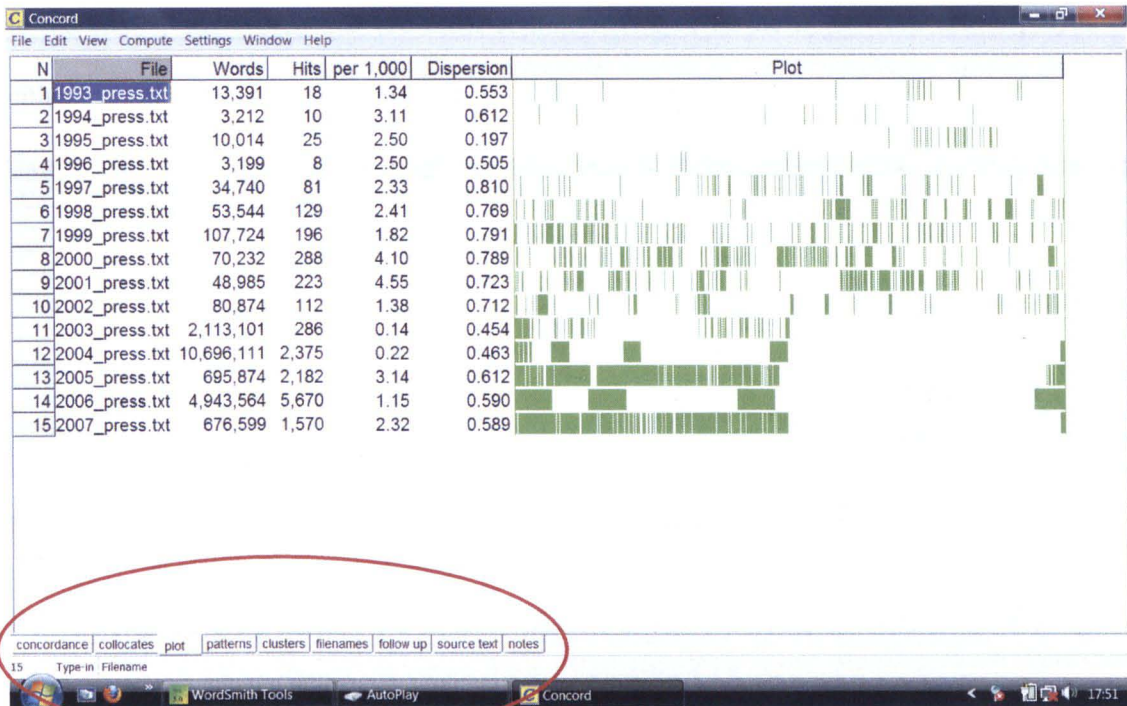 Concord
File Edit View Compute Settings Window Help
N File Words Hits per 1,000 Dispersion Plot
1 1993_press.txt 13,391 18 1.34 0.553
2 1994_press.txt 3,212 10 3.11 0.612
3 1995_press.txt 10,014 25 2.50 0.197
4 1996_press.txt 3,199 8 2.50 0.505
5 1997_press.txt 34,740 81 2.33 0.810
6 1998_press.txt 53,544 129 2.41 0.769
7 1999_press.txt 107,724 196 1.82 0.791
8 2000_press.txt 70,232 288 4.10 0.789
9 2001_press.txt 48,985 223 4.55 0.723
10 2002_press.txt 80,874 112 1.38 0.712
11 2003_press.txt 2,113,101 286 0.14 0.454
12 2004_press.txt 10,696,111 2,375 0.22 0.463
13 2005_press.txt 695,874 2,182 3.14 0.612
14 2006_press.txt 4,943,564 5,670 1.15 0.590
15 2007_press.txt 676,599 1,570 2.32 0.589
concordance collocates plot patterns clusters filenames follow up source text notes
15 Type-in Filename
WordSmith Tools AutoPlay Concord 17:51